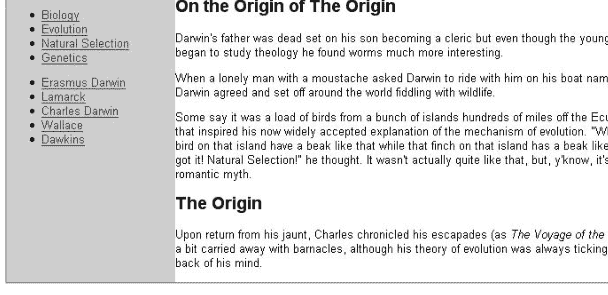 Biology
Evolution
Natural Selection
Genetics
Erasmus Darwin
Lamarck
Charles Darwin
Wallace
Dawkins
On the Origin of The Origin
Darwin's father was dead set on his son becoming a cleric but even though the young
began to study theology he found worms much more interesting.
When a lonely man with a moustache asked Darwin to ride with him on his boat nam
Darwin agreed and set off around the world fiddling with wildlife.
Some say it was a load of birds from a bunch of islands hundreds of miles off the Ecu
that inspired his now widely accepted explanation of the mechanism of evolution. "W
bird on that island have a beak like that while that finch on that island has a beak like
got it! Natural Selection!" he thought. It wasn't actually quite like that, but, y'know, it's
romantic myth.
The Origin
Upon return from his jaunt, Charles chronicled his escapades (as The Voyage of the
a bit carried away with barnacles, although his theory of evolution was always ticking
back of his mind.